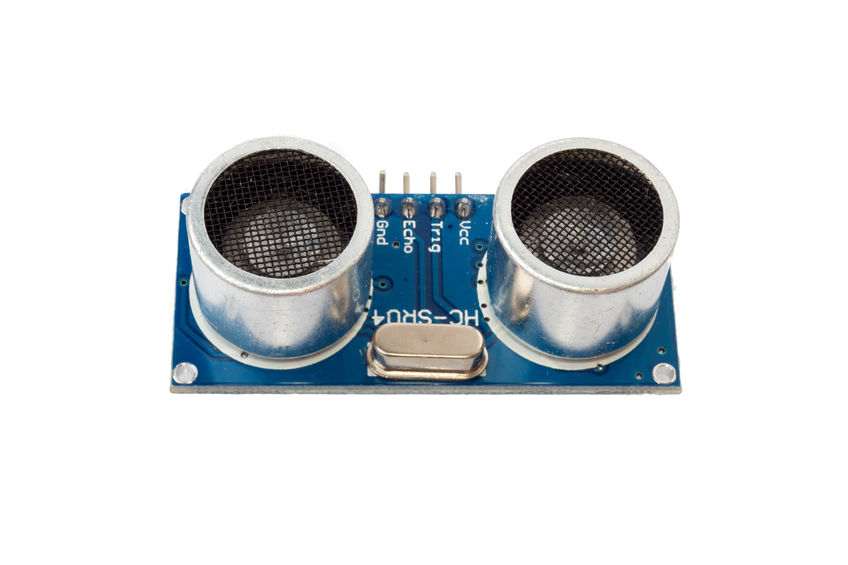 Vcc
Trig
Echo
Gnd
HC-SR04